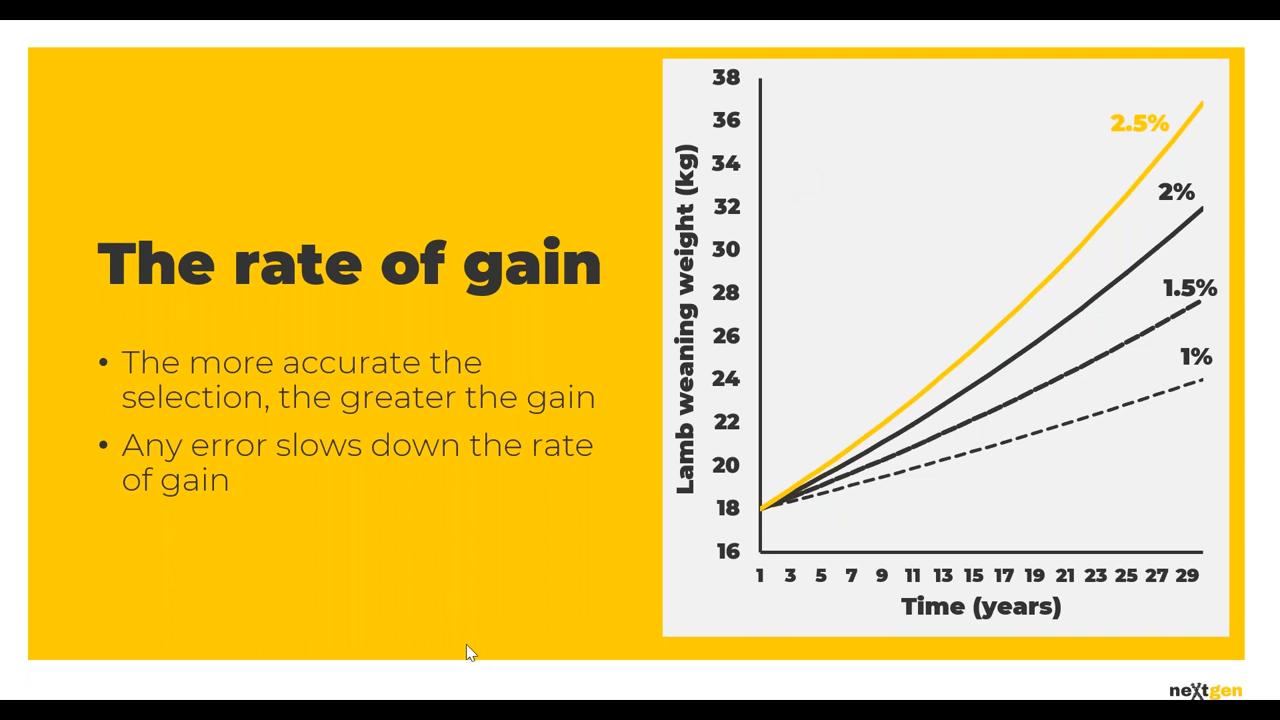 The rate of gain
• The more accurate the
selection, the greater the gain
• Any error slows down the rate
of gain
Lamb weaning weight (kg)
38
36
34
32
30
28
26
24
22
20
18
16
2.5%
2%
1.5%
1%
1 3 5 7 9 11 13 15 17 19 21 23 25 27 29
Time (years)
nextgen